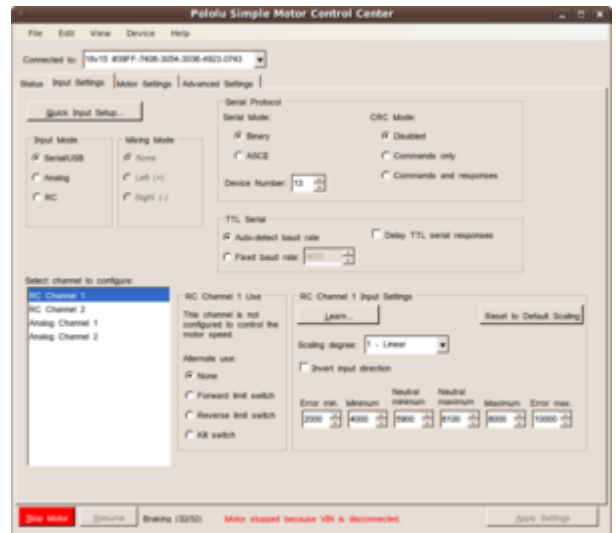 Pololu Simple Motor Control Center
File Edit View Device Help
Connected to: 18v15 #39FF-7406-3054-3036-4923-0743
Status Input Settings Motor Settings Advanced Settings
Quick Input Setup...
Input Mode
Serial/USB
Analog
RC
Mixing Mode
None
Left (+)
Right (-)
Serial Protocol
Serial Mode:
Binary
ASCII
Device Number: 13
CRC Mode:
Disabled
Commands only
Commands and responses
TTL Serial
Auto-detect baud rate
Fixed baud rate:
Delay TTL serial responses
Select channel to configure:
RC Channel 1
RC Channel 2
Analog Channel 1
Analog Channel 2
RC Channel 1 Use
This channel is not
configured to control the
motor speed.
Alternate use:
None
Forward limit switch
Reverse limit switch
Kill switch
RC Channel 1 Input Settings
Learn...
Reset to Default Scaling
Scaling degree: 1 - Linear
Invert input direction
Error min. Minimum Neutral minimum Neutral maximum Maximum Error max.
2000 4000 5900 6100 8000 10000
Stop Motor Resume Braking (32/32) Motor stopped because VIN is disconnected. Apply Settings